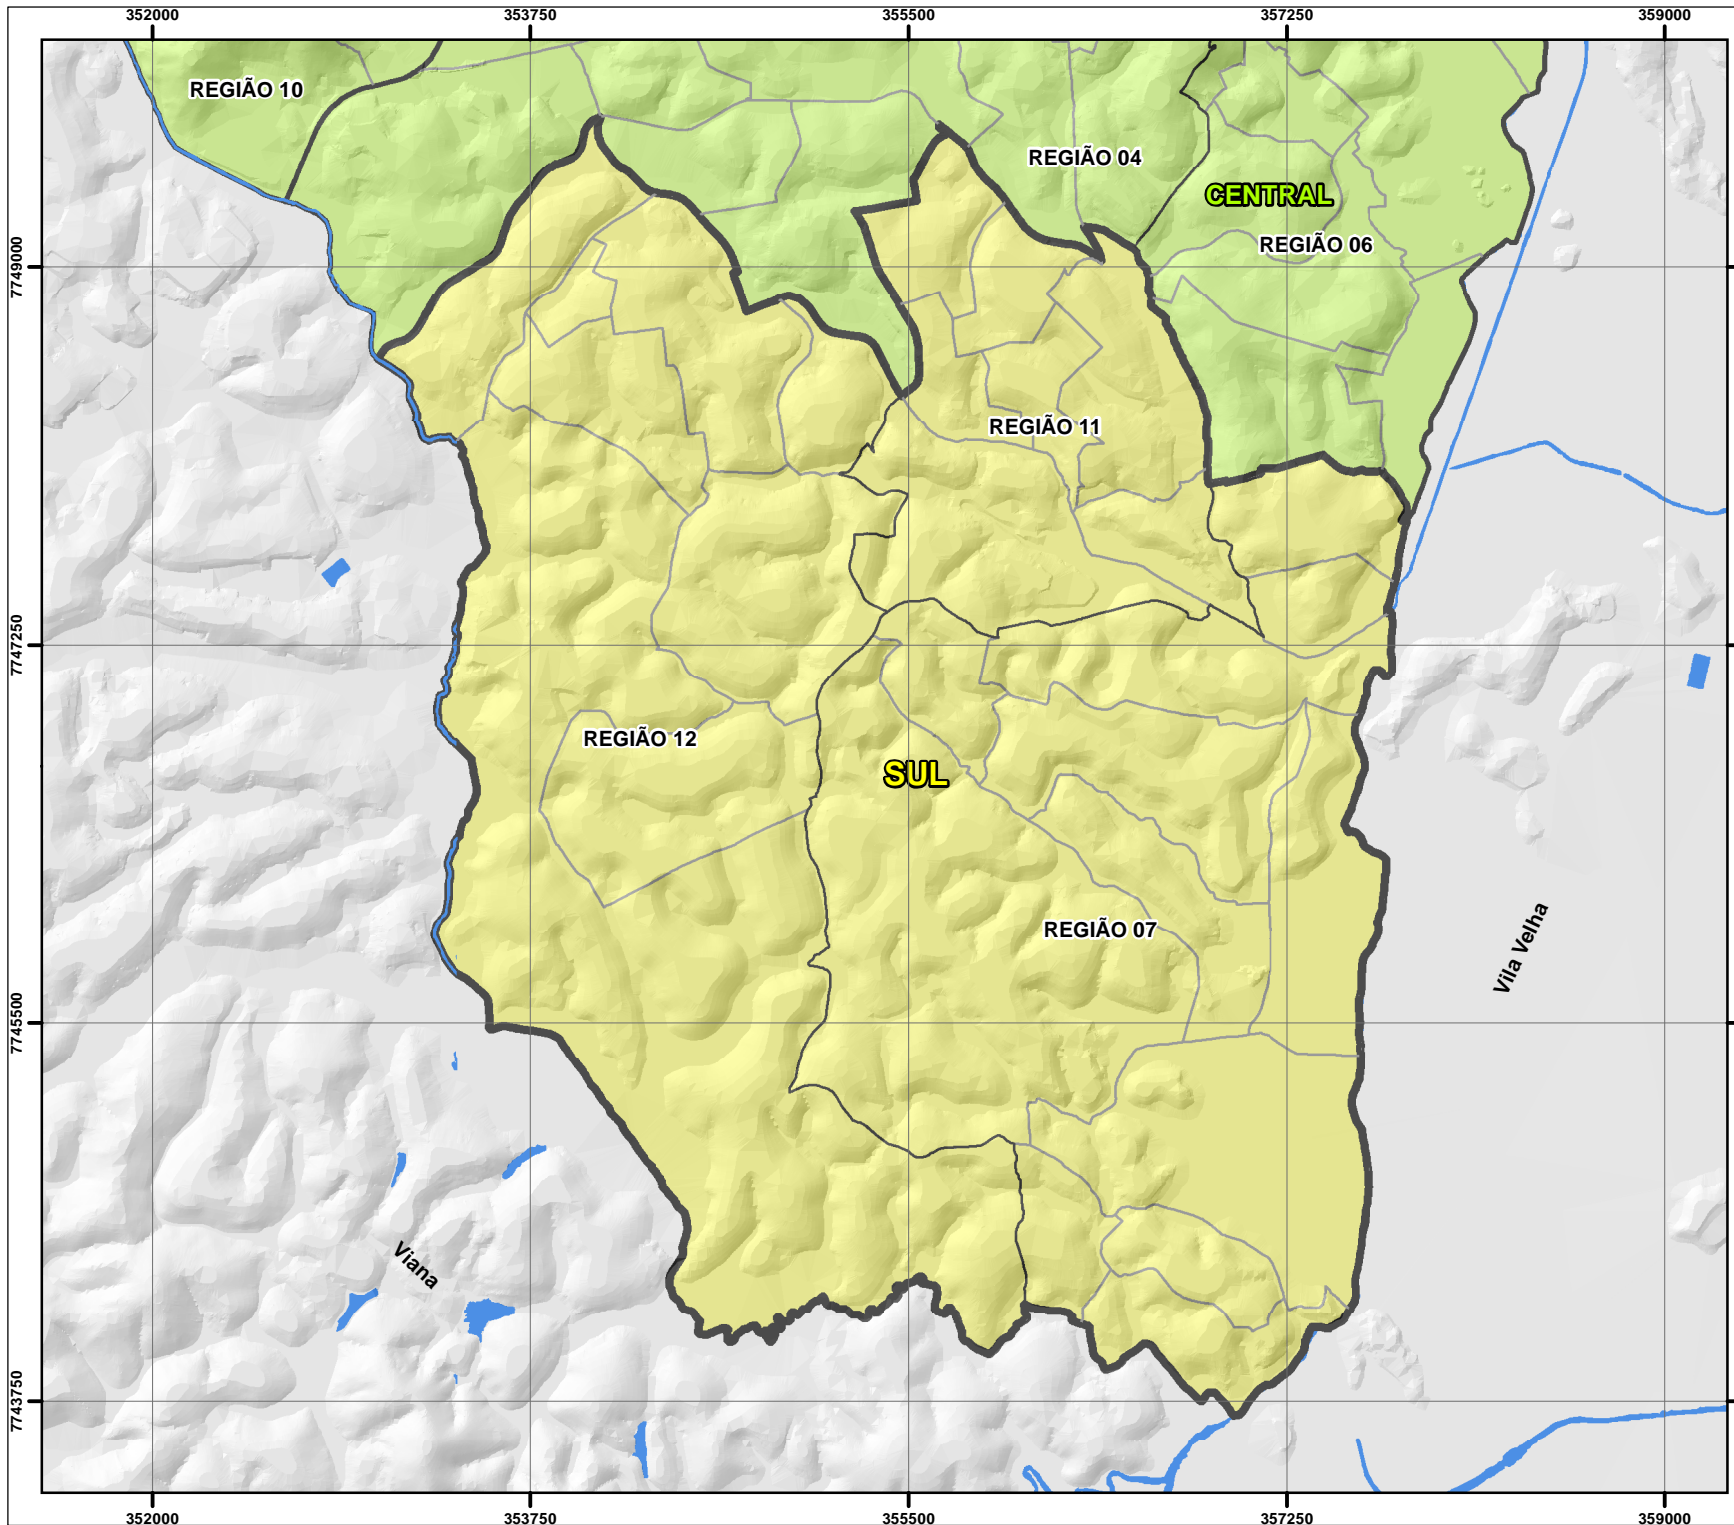 352000
353750
355500
357250
359000
REGIÃO 10
REGIÃO 04
CENTRAL
REGIÃO 06
7749000
REGIÃO 11
7747250
REGIÃO 12
SUL
REGIÃO 07
Vila Velha
7745500
Viana
7743750
352000
353750
355500
357250
359000